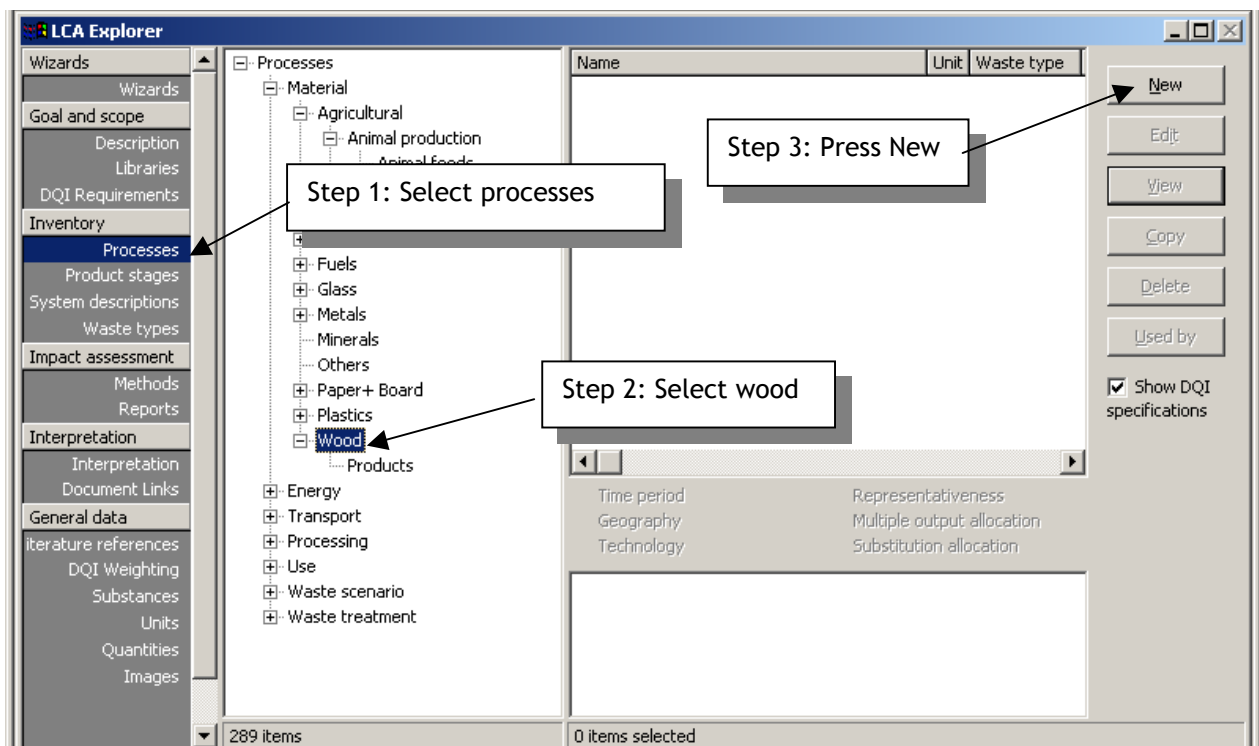 LCA Explorer
Wizards
Wizards
Goal and scope
Description
Libraries
DQI Requirements
Inventory
Processes
Product stages
System descriptions
Waste types
Impact assessment
Methods
Reports
Interpretation
Interpretation
Document Links
General data
iterature references
DQI Weighting
Substances
Units
Quantities
Images
Processes
Material
Agricultural
Animal production
Animal feeds
Step 1: Select processes
Fuels
Glass
Metals
Minerals
Others
Paper+ Board
Plastics
Wood
Products
Energy
Transport
Processing
Use
Waste scenario
Waste treatment
289 items
Name Unit Waste type
Step 3: Press New
Step 2: Select wood
Time period Representativeness
Geography Multiple output allocation
Technology Substitution allocation
0 items selected
New
Edit
View
Copy
Delete
Used by
Show DQI
specifications